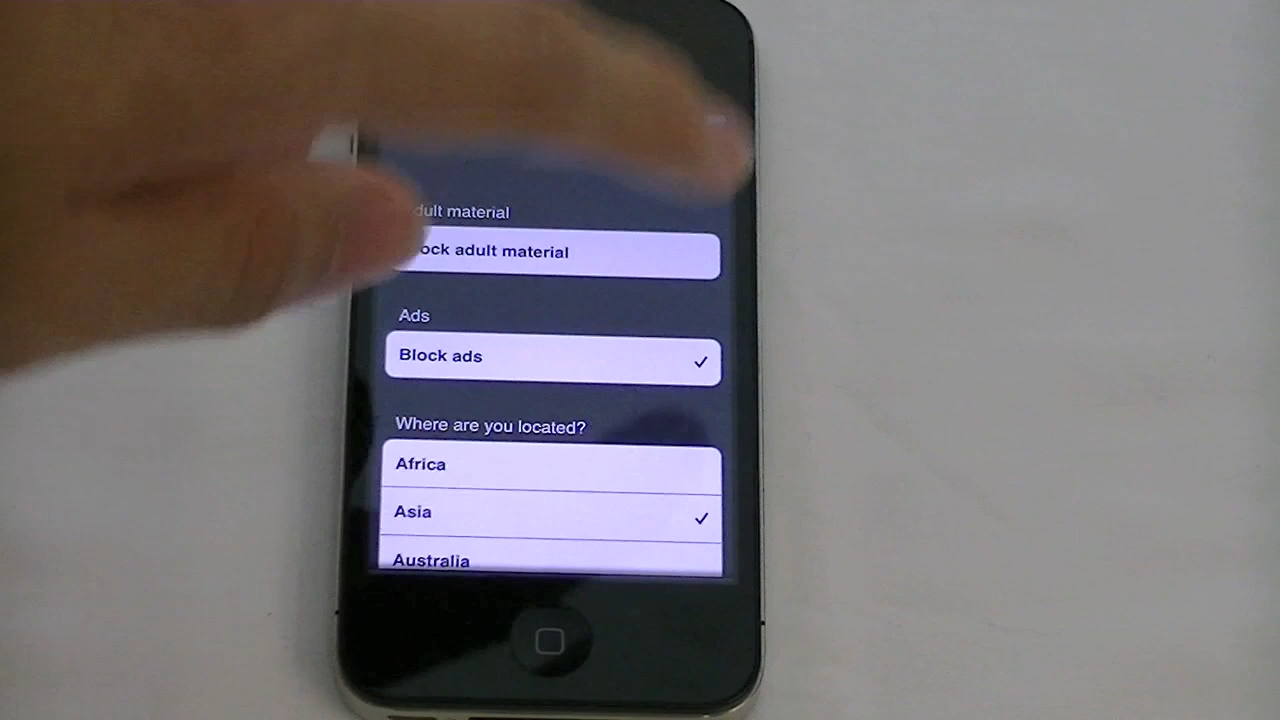 dult material
ock adult material
Ads
Block ads
Where are you located?
Africa
Asia
Australia